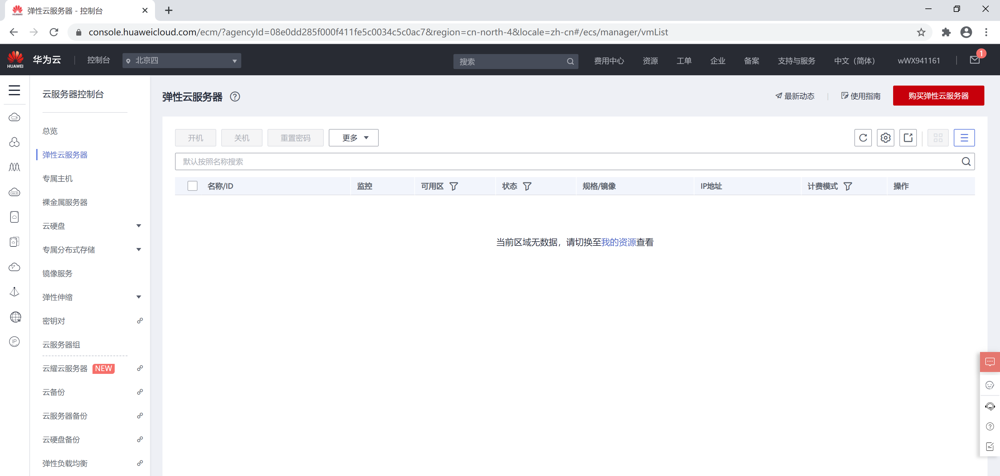 弹性云服务器 - 控制台
console.huaweicloud.com/ecm/?agencyId=08e0dd285f000f411fe5c0034c5c0ac7&region=cn-north-4&locale=zh-cn#/ecs/manager/vmList
HUAWEI
华为云
控制台
北京四
搜索
费用中心
资源
工单
企业
备案
支持与服务
中文（简体）
wWX941161
1
云服务器控制台
总览
弹性云服务器
专属主机
裸金属服务器
云硬盘
专属分布式存储
镜像服务
弹性伸缩
密钥对
云服务器组
云耀云服务器 NEW
云备份
云服务器备份
云硬盘备份
弹性负载均衡
弹性云服务器
最新动态
使用指南
购买弹性云服务器
开机
关机
重置密码
更多
默认按照名称搜索
名称/ID
监控
可用区
状态
规格/镜像
IP地址
计费模式
操作
当前区域无数据，请切换至我的资源查看
W
IP